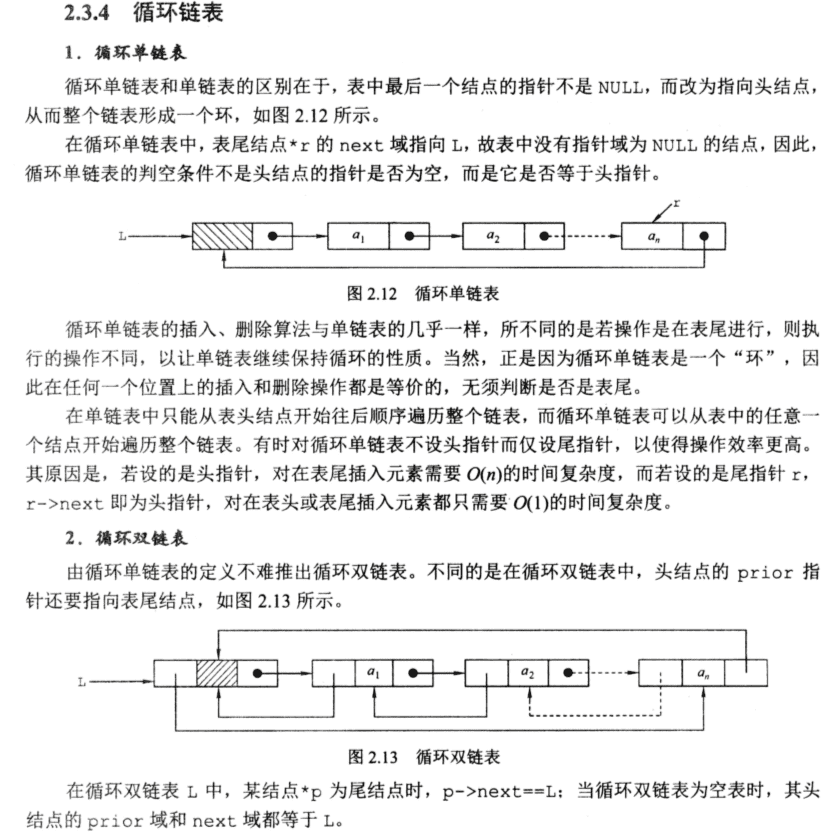 2.3.4 循环链表
1．循环单链表
循环单链表和单链表的区别在于，表中最后一个结点的指针不是 NULL，而改为指向头结点，
从而整个链表形成一个环，如图 2.12 所示。
在循环单链表中，表尾结点*r 的 next 域指向 L，故表中没有指针域为 NULL 的结点，因此，
循环单链表的判空条件不是头结点的指针是否为空，而是它是否等于头指针。
r
L a1 a2 an
图 2.12 循环单链表
循环单链表的插入、删除算法与单链表的几乎一样，所不同的是若操作是在表尾进行，则执
行的操作不同，以让单链表继续保持循环的性质。当然，正是因为循环单链表是一个“环”，因
此在任何一个位置上的插入和删除操作都是等价的，无须判断是否是表尾。
在单链表中只能从表头结点开始往后顺序遍历整个链表，而循环单链表可以从表中的任意一
个结点开始遍历整个链表。有时对循环单链表不设头指针而仅设尾指针，以使得操作效率更高。
其原因是，若设的是头指针，对在表尾插入元素需要 O(n)的时间复杂度，而若设的是尾指针 r，
r->next 即为头指针，对在表头或表尾插入元素都只需要 O(1)的时间复杂度。
2．循环双链表
由循环单链表的定义不难推出循环双链表。不同的是在循环双链表中，头结点的 prior 指
针还要指向表尾结点，如图 2.13 所示。
L a1 a2 an
图 2.13 循环双链表
在循环双链表 L 中，某结点*p 为尾结点时，p->next==L；当循环双链表为空表时，其头
结点的 prior 域和 next 域都等于 L。